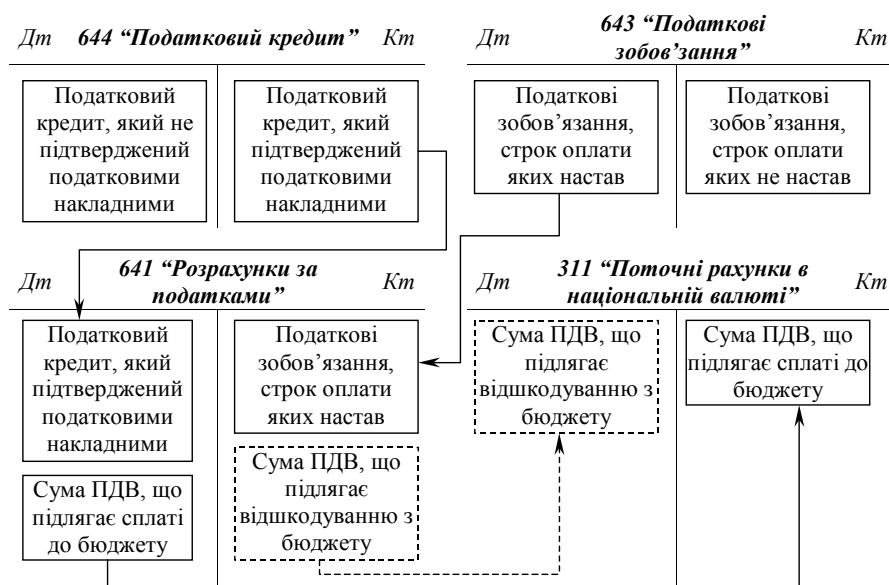 Дт 644 “Податковий кредит” Кт
Податковий
кредит, який не
підтверджений
податковими
накладними
Податковий
кредит, який
підтверджений
податковими
накладними
Дт 643 “Податкові
зобов’язання” Кт
Податкові
зобов’язання,
строк оплати
яких настав
Податкові
зобов’язання,
строк оплати
яких не настав
Дт 641 “Розрахунки за
податками” Кт
Податковий
кредит, який
підтверджений
податковими
накладними
Сума ПДВ, що
підлягає сплаті
до бюджету
Податкові
зобов’язання,
строк оплати
яких настав
Сума ПДВ, що
підлягає
відшкодуванню з
бюджету
Дт 311 “Поточні рахунки в
національній валюті” Кт
Сума ПДВ, що
підлягає
відшкодуванню з
бюджету
Сума ПДВ, що
підлягає сплаті до
бюджету